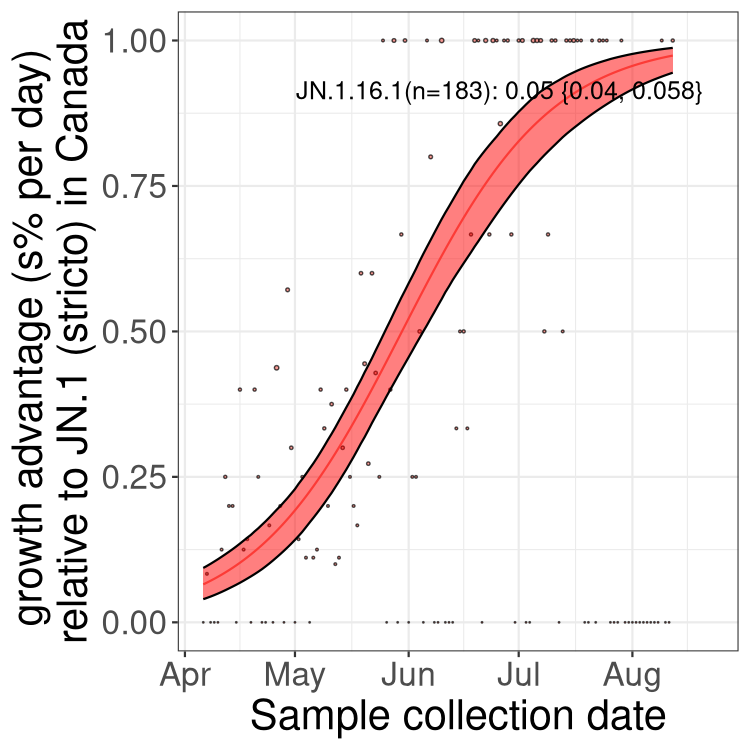 growth advantage (s% per day)
relative to JN.1 (stricto) in Canada
1.00
0.75
0.50
0.25
0.00
JN.1.16.1(n=183): 0.05 {0.04, 0.058}
Apr May Jun Jul Aug
Sample collection date